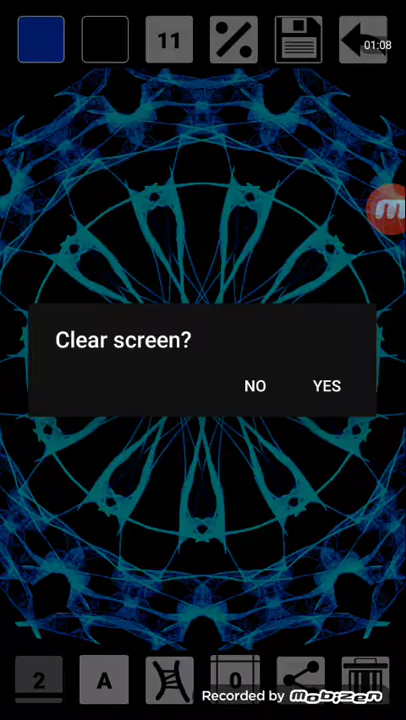 11
01:08
Clear screen?
NO YES
2 A 0
Recorded by mobizen